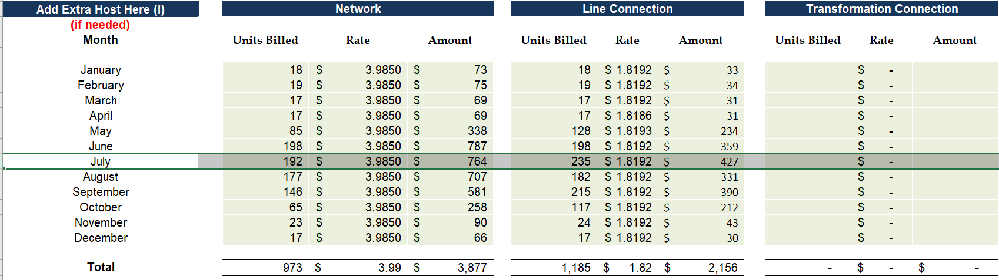 Add Extra Host Here (I) Network Line Connection Transformation Connection
(if needed)
Month Units Billed Rate Amount Units Billed Rate Amount Units Billed Rate Amount
January 18 $ 3.9850 $ 73 18 $ 1.8192 $ 33 $ -
February 19 $ 3.9850 $ 75 19 $ 1.8192 $ 34 $ -
March 17 $ 3.9850 $ 69 17 $ 1.8192 $ 31 $ -
April 17 $ 3.9850 $ 69 17 $ 1.8186 $ 31 $ -
May 85 $ 3.9850 $ 338 128 $ 1.8193 $ 234 $ -
June 198 $ 3.9850 $ 787 198 $ 1.8192 $ 359 $ -
July 192 $ 3.9850 $ 764 235 $ 1.8192 $ 427 $ -
August 177 $ 3.9850 $ 707 182 $ 1.8192 $ 331 $ -
September 146 $ 3.9850 $ 581 215 $ 1.8192 $ 390 $ -
October 65 $ 3.9850 $ 258 117 $ 1.8192 $ 212 $ -
November 23 $ 3.9850 $ 90 24 $ 1.8192 $ 43 $ -
December 17 $ 3.9850 $ 66 17 $ 1.8192 $ 30 $ -
Total 973 $ 3.99 $ 3,877 1,185 $ 1.82 $ 2,156 - $ - $ -